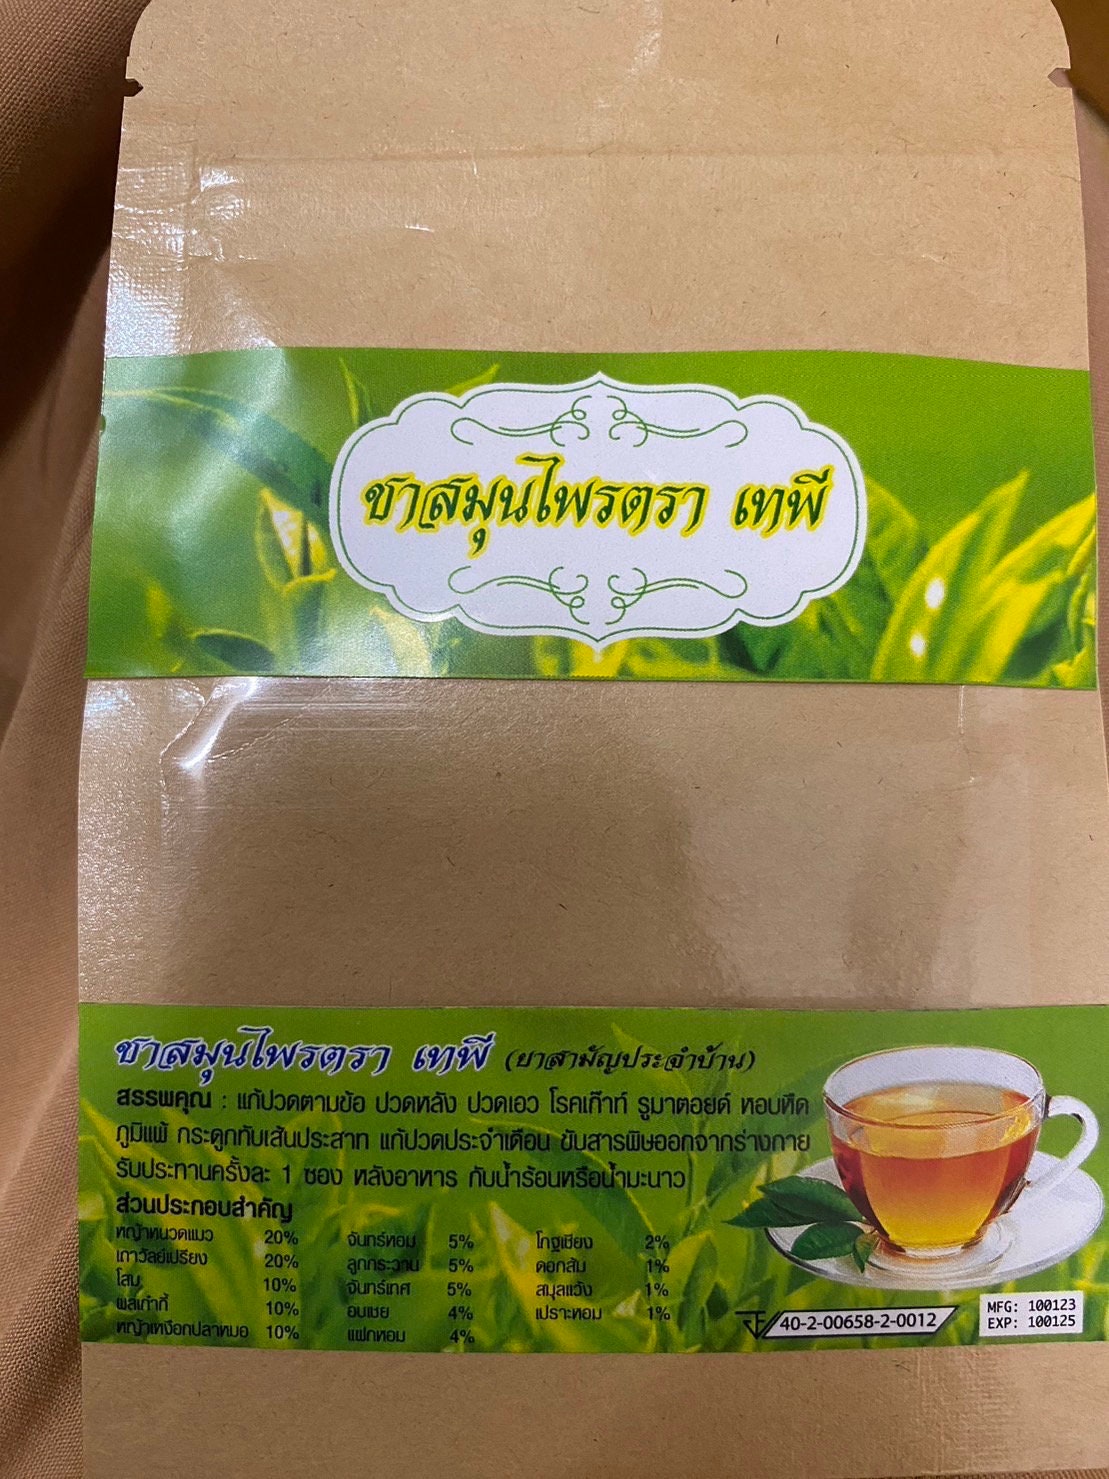 ชาสมุนไพรตรา เทพี
ชาสมุนไพรตรา เทพี (ยาสามัญประจำบ้าน)
สรรพคุณ : แก้ปวดตามข้อ ปวดหลัง ปวดเอว โรคเก๊าท์ รูมาตอยด์ หอบหืด
ภูมิแพ้ กระดูกทับเส้นประสาท แก้ปวดประจำเดือน ขับสารพิษออกจากร่างกาย
รับประทานครั้งละ 1 ซอง หลังอาหาร กับน้ำร้อนหรือน้ำมะนาว
ส่วนประกอบสำคัญ
หญ้าหนวดแมว 20% จันทร์หอม 5% โกฐเชียง 2%
เถาวัลย์เปรียง 20% ลูกกระวาน 5% ดอกส้ม 1%
โสม 10% จันทร์เทศ 5% สมุลแว้ง 1%
ผลเก๋ากี้ 10% อบเชย 4% เปราะหอม 1%
หญ้าเหงือกปลาหมอ 10% แฝกหอม 4%
40-2-00658-2-0012
MFG: 100123
EXP: 100125